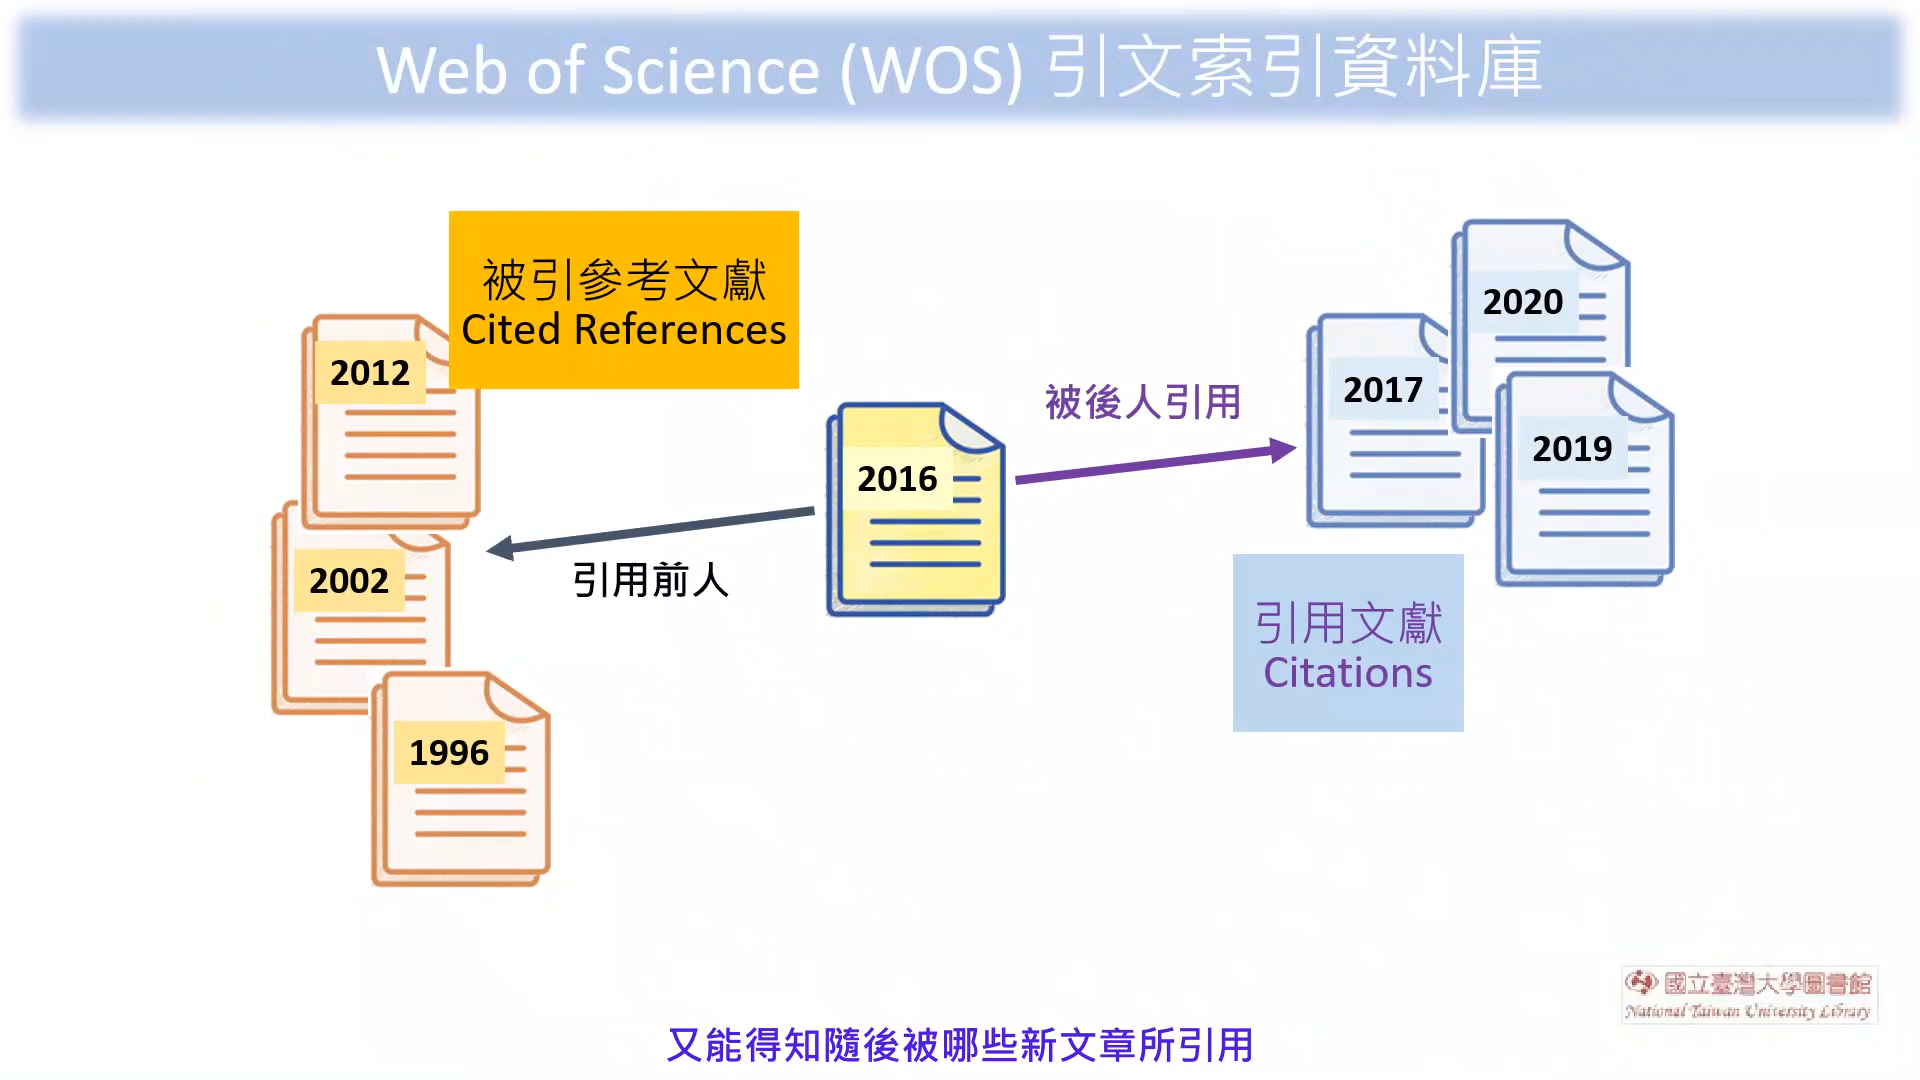 Web of Science (WOS) 引文索引資料庫
被引參考文獻
Cited References
2012
2002
1996
引用前人
2016
被後人引用
2020
2017
2019
引用文獻
Citations
國立臺灣大學圖書館
National Taiwan University Library
又能得知隨後被哪些新文章所引用